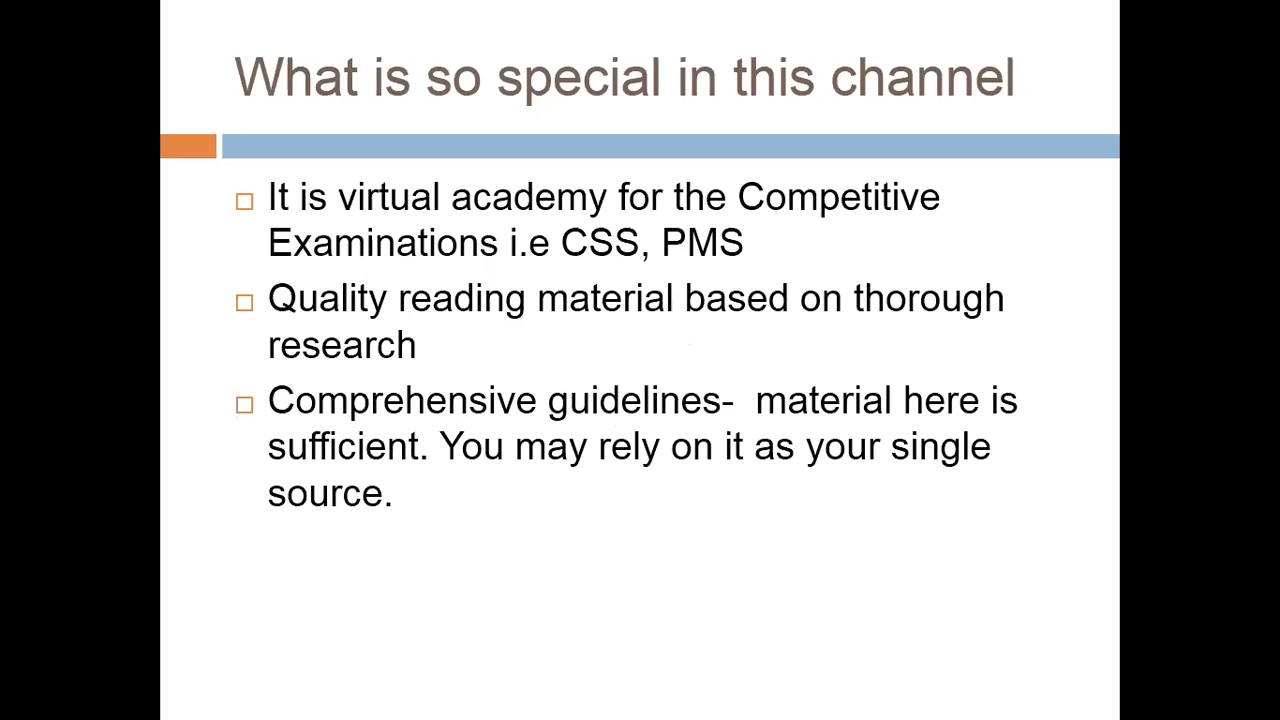 What is so special in this channel
It is virtual academy for the Competitive
Examinations i.e CSS, PMS
Quality reading material based on thorough
research
Comprehensive guidelines-  material here is
sufficient. You may rely on it as your single
source.